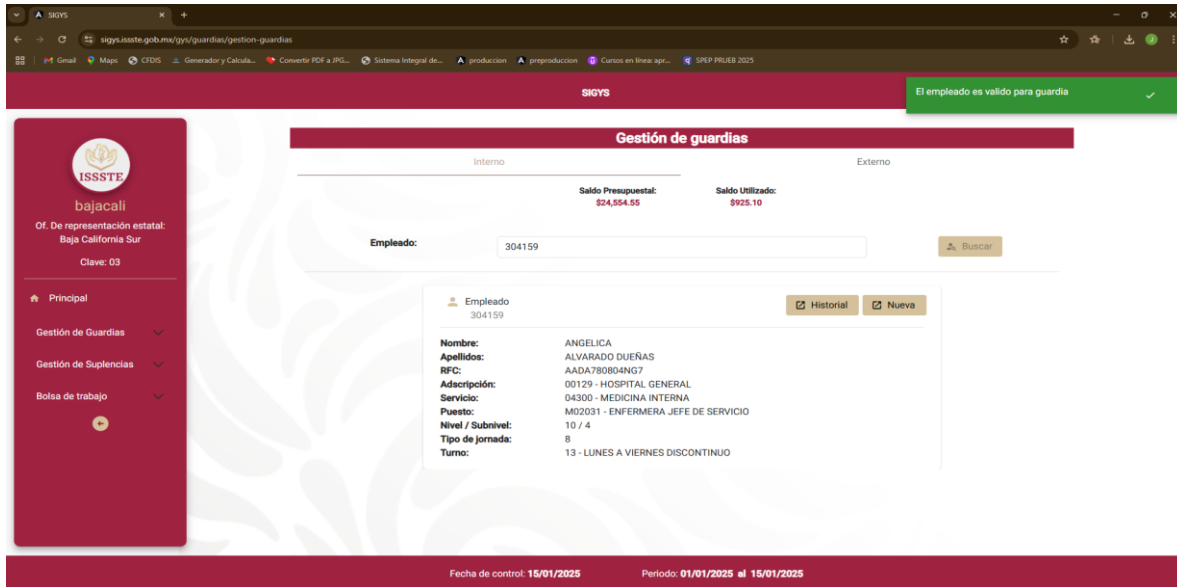 SIGYS
sigys.issste.gob.mx/gys/guardias/gestion-guardias
Gmail Maps CFDIS Generador y Calcula... Convertir PDF a JPG... Sistema Integral de... produccion preproduccion Cursos en línea: apr... SPEP PRUEB 2025
SIGYS
El empleado es valido para guardia
ISSSTE
bajacali
Of. De representación estatal:
Baja California Sur
Clave: 03
Principal
Gestión de Guardias
Gestión de Suplencias
Bolsa de trabajo
Gestión de guardias
Interno Externo
Saldo Presupuestal: Saldo Utilizado:
$24,554.55 $925.10
Empleado: 304159 Buscar
Empleado
304159
Historial Nueva
Nombre: ANGELICA
Apellidos: ALVARADO DUEÑAS
RFC: AADA780804NG7
Adscripción: 00129 - HOSPITAL GENERAL
Servicio: 04300 - MEDICINA INTERNA
Puesto: M02031 - ENFERMERA JEFE DE SERVICIO
Nivel / Subnivel: 10 / 4
Tipo de jornada: 8
Turno: 13 - LUNES A VIERNES DISCONTINUO
Fecha de control: 15/01/2025 Periodo: 01/01/2025 al 15/01/2025